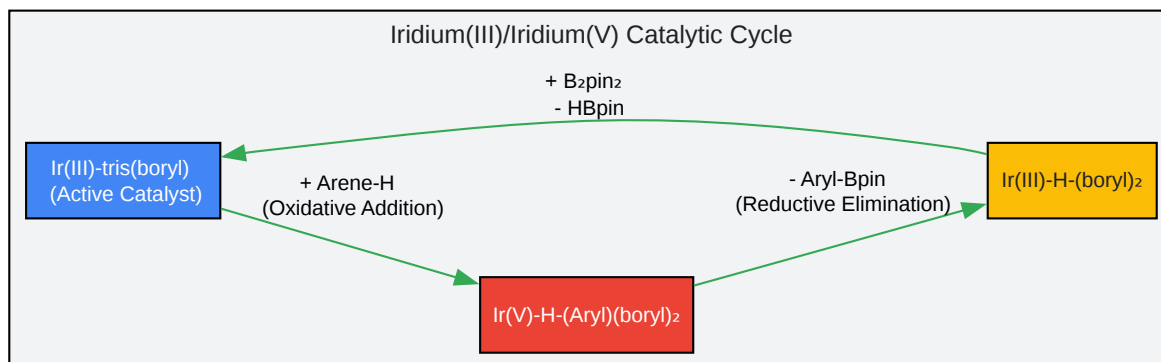 Iridium(III)/Iridium(V) Catalytic Cycle
+ B₂pin₂
- HBpin
Ir(III)-tris(boryl)
(Active Catalyst)
+ Arene-H
(Oxidative Addition)
- Aryl-Bpin
(Reductive Elimination)
Ir(III)-H-(boryl)₂
Ir(V)-H-(Aryl)(boryl)₂